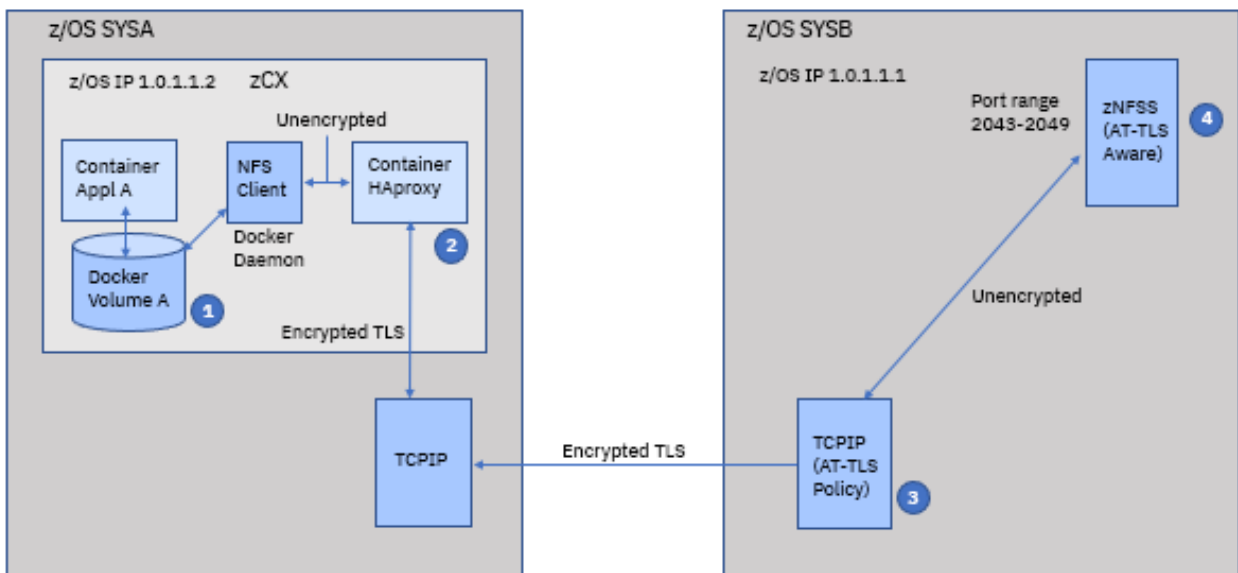 z/OS SYSA
z/OS IP 1.0.1.1.2
zCX
Unencrypted
Container
Appl A
NFS
Client
Container
HAproxy
Docker
Daemon
2
Docker
Volume A
1
Encrypted TLS
TCPIP
Encrypted TLS
z/OS SYSB
z/OS IP 1.0.1.1.1
Port range
2043-2049
zNFSS
(AT-TLS
Aware)
4
Unencrypted
TCPIP
(AT-TLS
Policy)
3